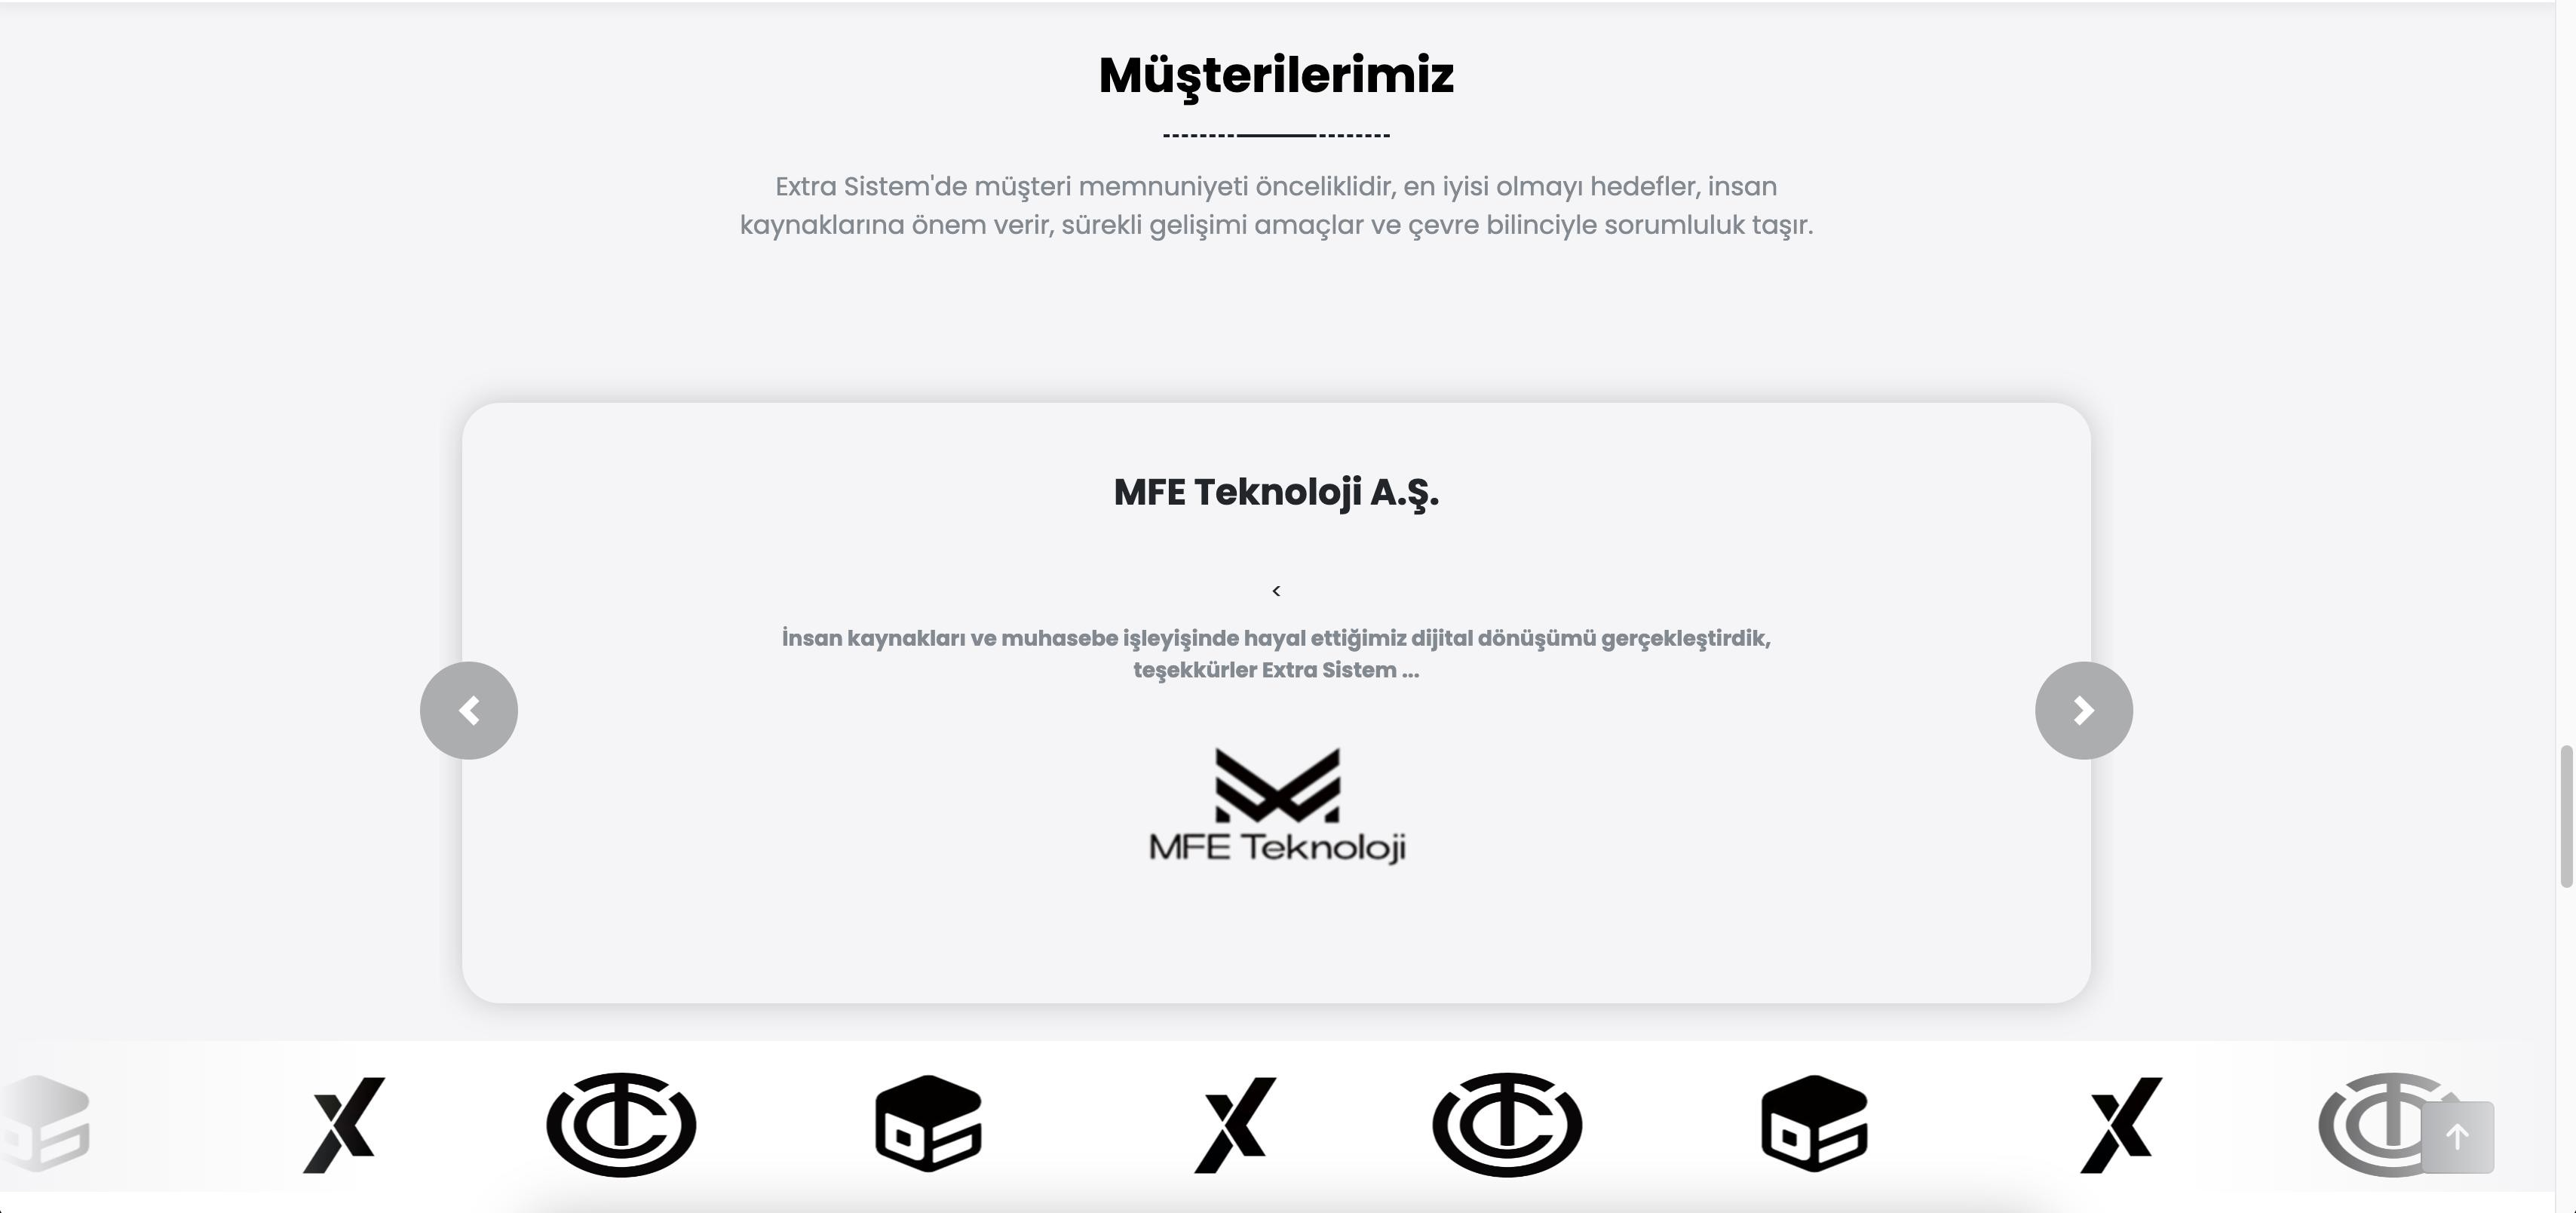 Müşterilerimiz
Extra Sistem'de müşteri memnuniyeti önceliklidir, en iyisi olmayı hedefler, insan
kaynaklarına önem verir, sürekli gelişimi amaçlar ve çevre bilinciyle sorumluluk taşır.
MFE Teknoloji A.Ş.
<
İnsan kaynakları ve muhasebe işleyişinde hayal ettiğimiz dijital dönüşümü gerçekleştirdik,
teşekkürler Extra Sistem ...
MFE Teknoloji